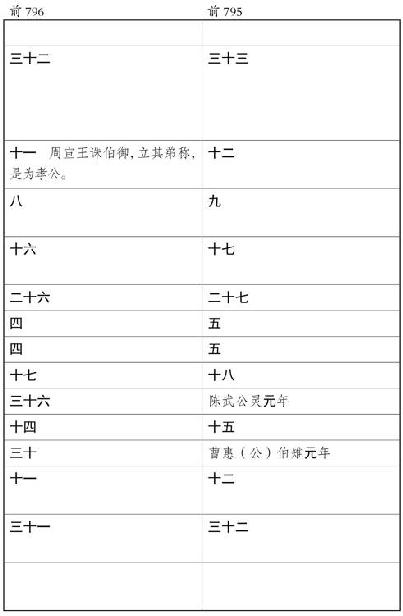 前 796 前 795
三十二 三十三
十一 周宣王诛伯御，立其弟称， 十二
是为孝公。
八 九
十六 十七
二十六 二十七
四 五
四 五
十七 十八
三十六 陈武公灵元年
十四 十五
三十 曹惠（公）伯雉元年
十一 十二
三十一 三十二